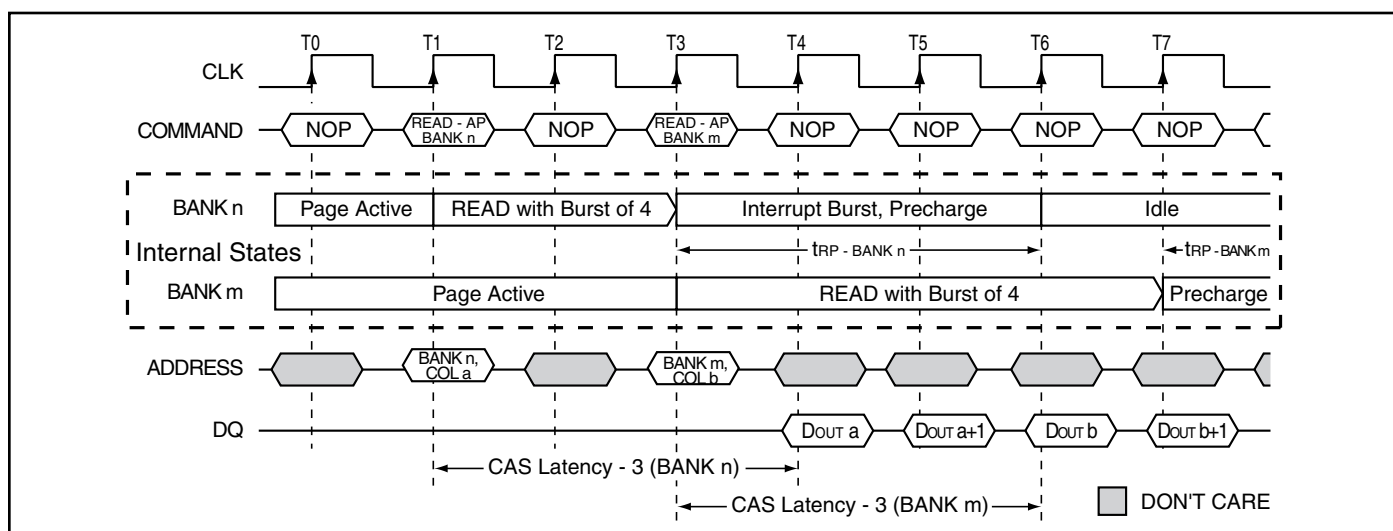 T0 T1 T2 T3 T4 T5 T6 T7
CLK
COMMAND NOP READ - AP BANK n NOP READ - AP BANK m NOP NOP NOP NOP
BANK n Page Active READ with Burst of 4 Interrupt Burst, Precharge Idle
Internal States tRP - BANK n tRP - BANK m
BANK m Page Active READ with Burst of 4 Precharge
ADDRESS BANK n, COL a BANK m, COL b
DQ DOUT a DOUT a+1 DOUT b DOUT b+1
CAS Latency - 3 (BANK n)
CAS Latency - 3 (BANK m) DON'T CARE